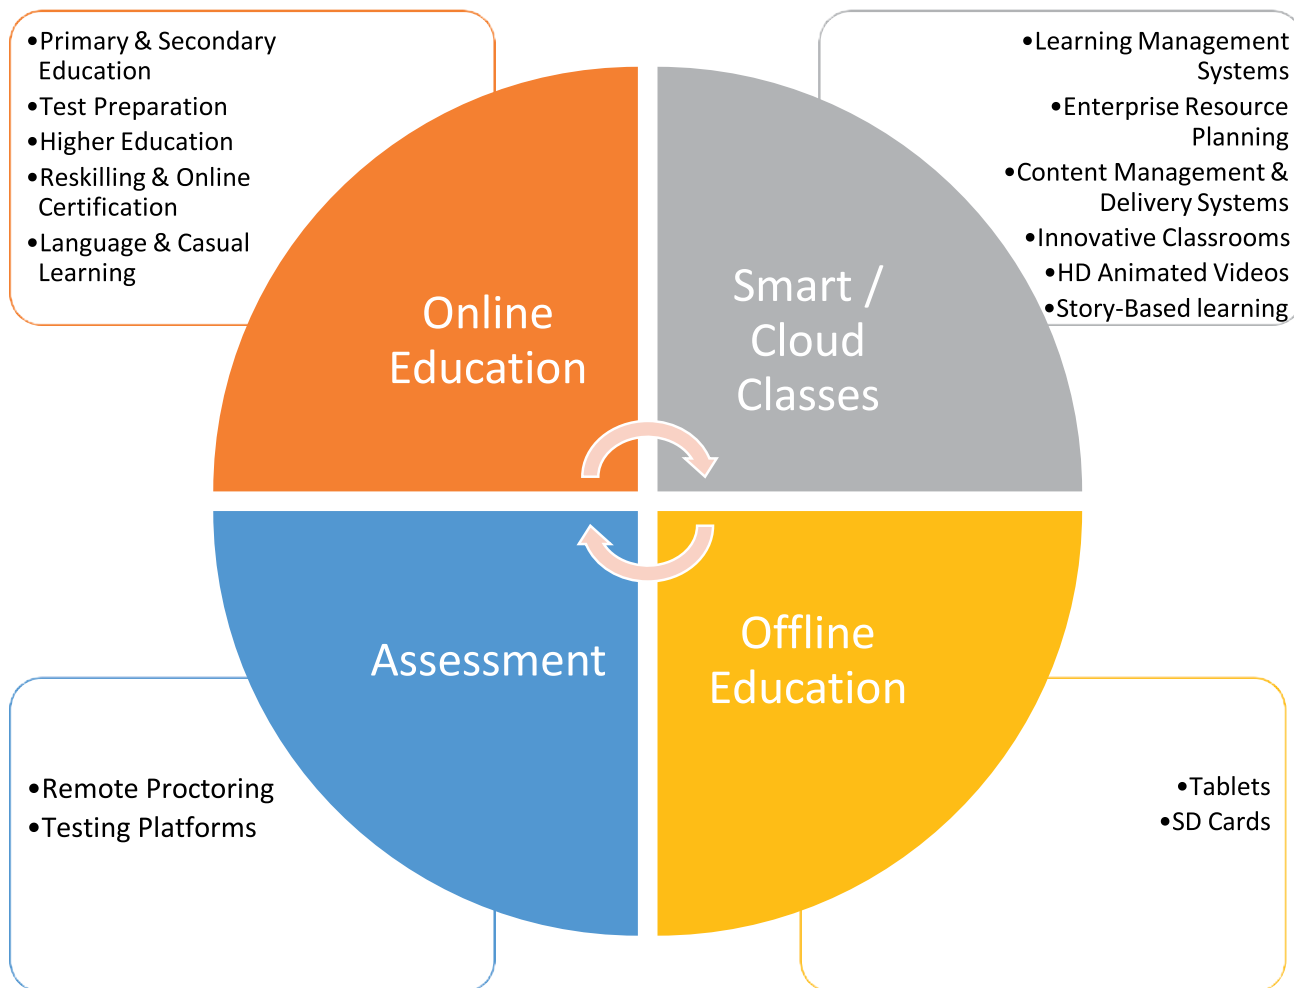 •Primary & Secondary
Education
•Test Preparation
•Higher Education
•Reskilling & Online
Certification
•Language & Casual
Learning
•Learning Management
Systems
•Enterprise Resource
Planning
•Content Management &
Delivery Systems
•Innovative Classrooms
•HD Animated Videos
•Story-Based learning
Online
Education
Smart /
Cloud
Classes
Assessment
Offline
Education
•Remote Proctoring
•Testing Platforms
•Tablets
•SD Cards